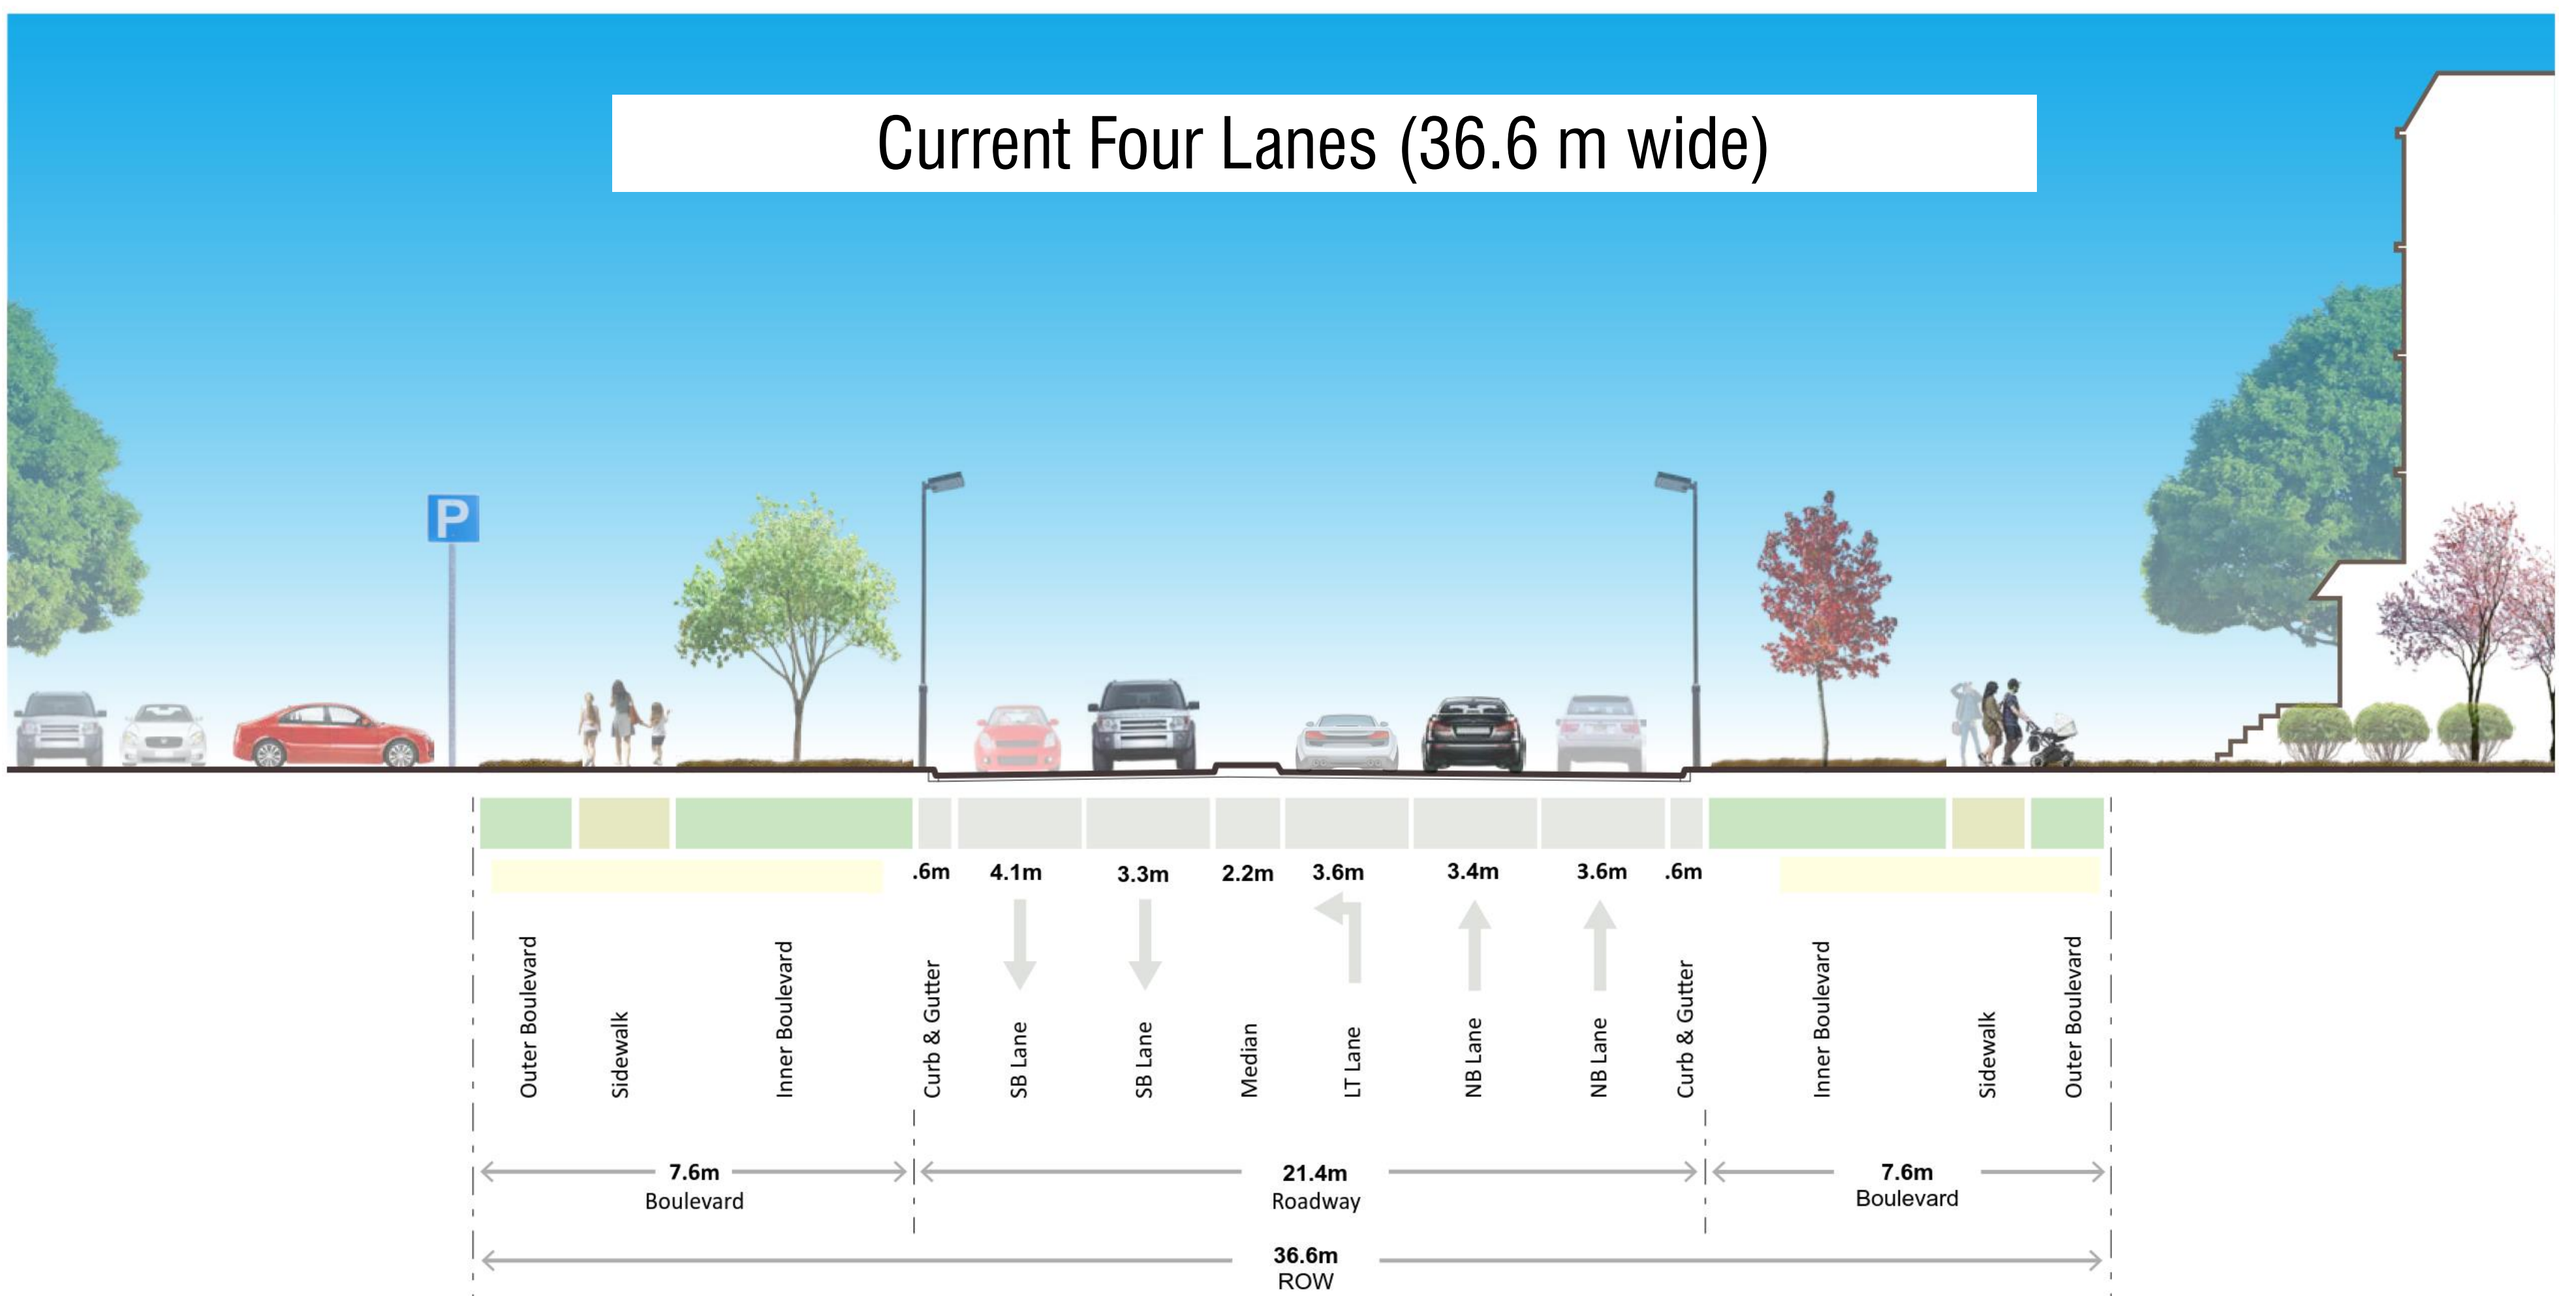 Current Four Lanes (36.6 m wide)
P
.6m 4.1m 3.3m 2.2m 3.6m 3.4m 3.6m .6m
Outer Boulevard
Sidewalk
Inner Boulevard
Curb & Gutter
SB Lane
SB Lane
Median
LT Lane
NB Lane
NB Lane
Curb & Gutter
Inner Boulevard
Sidewalk
Outer Boulevard
7.6m
Boulevard
21.4m
Roadway
7.6m
Boulevard
36.6m
ROW